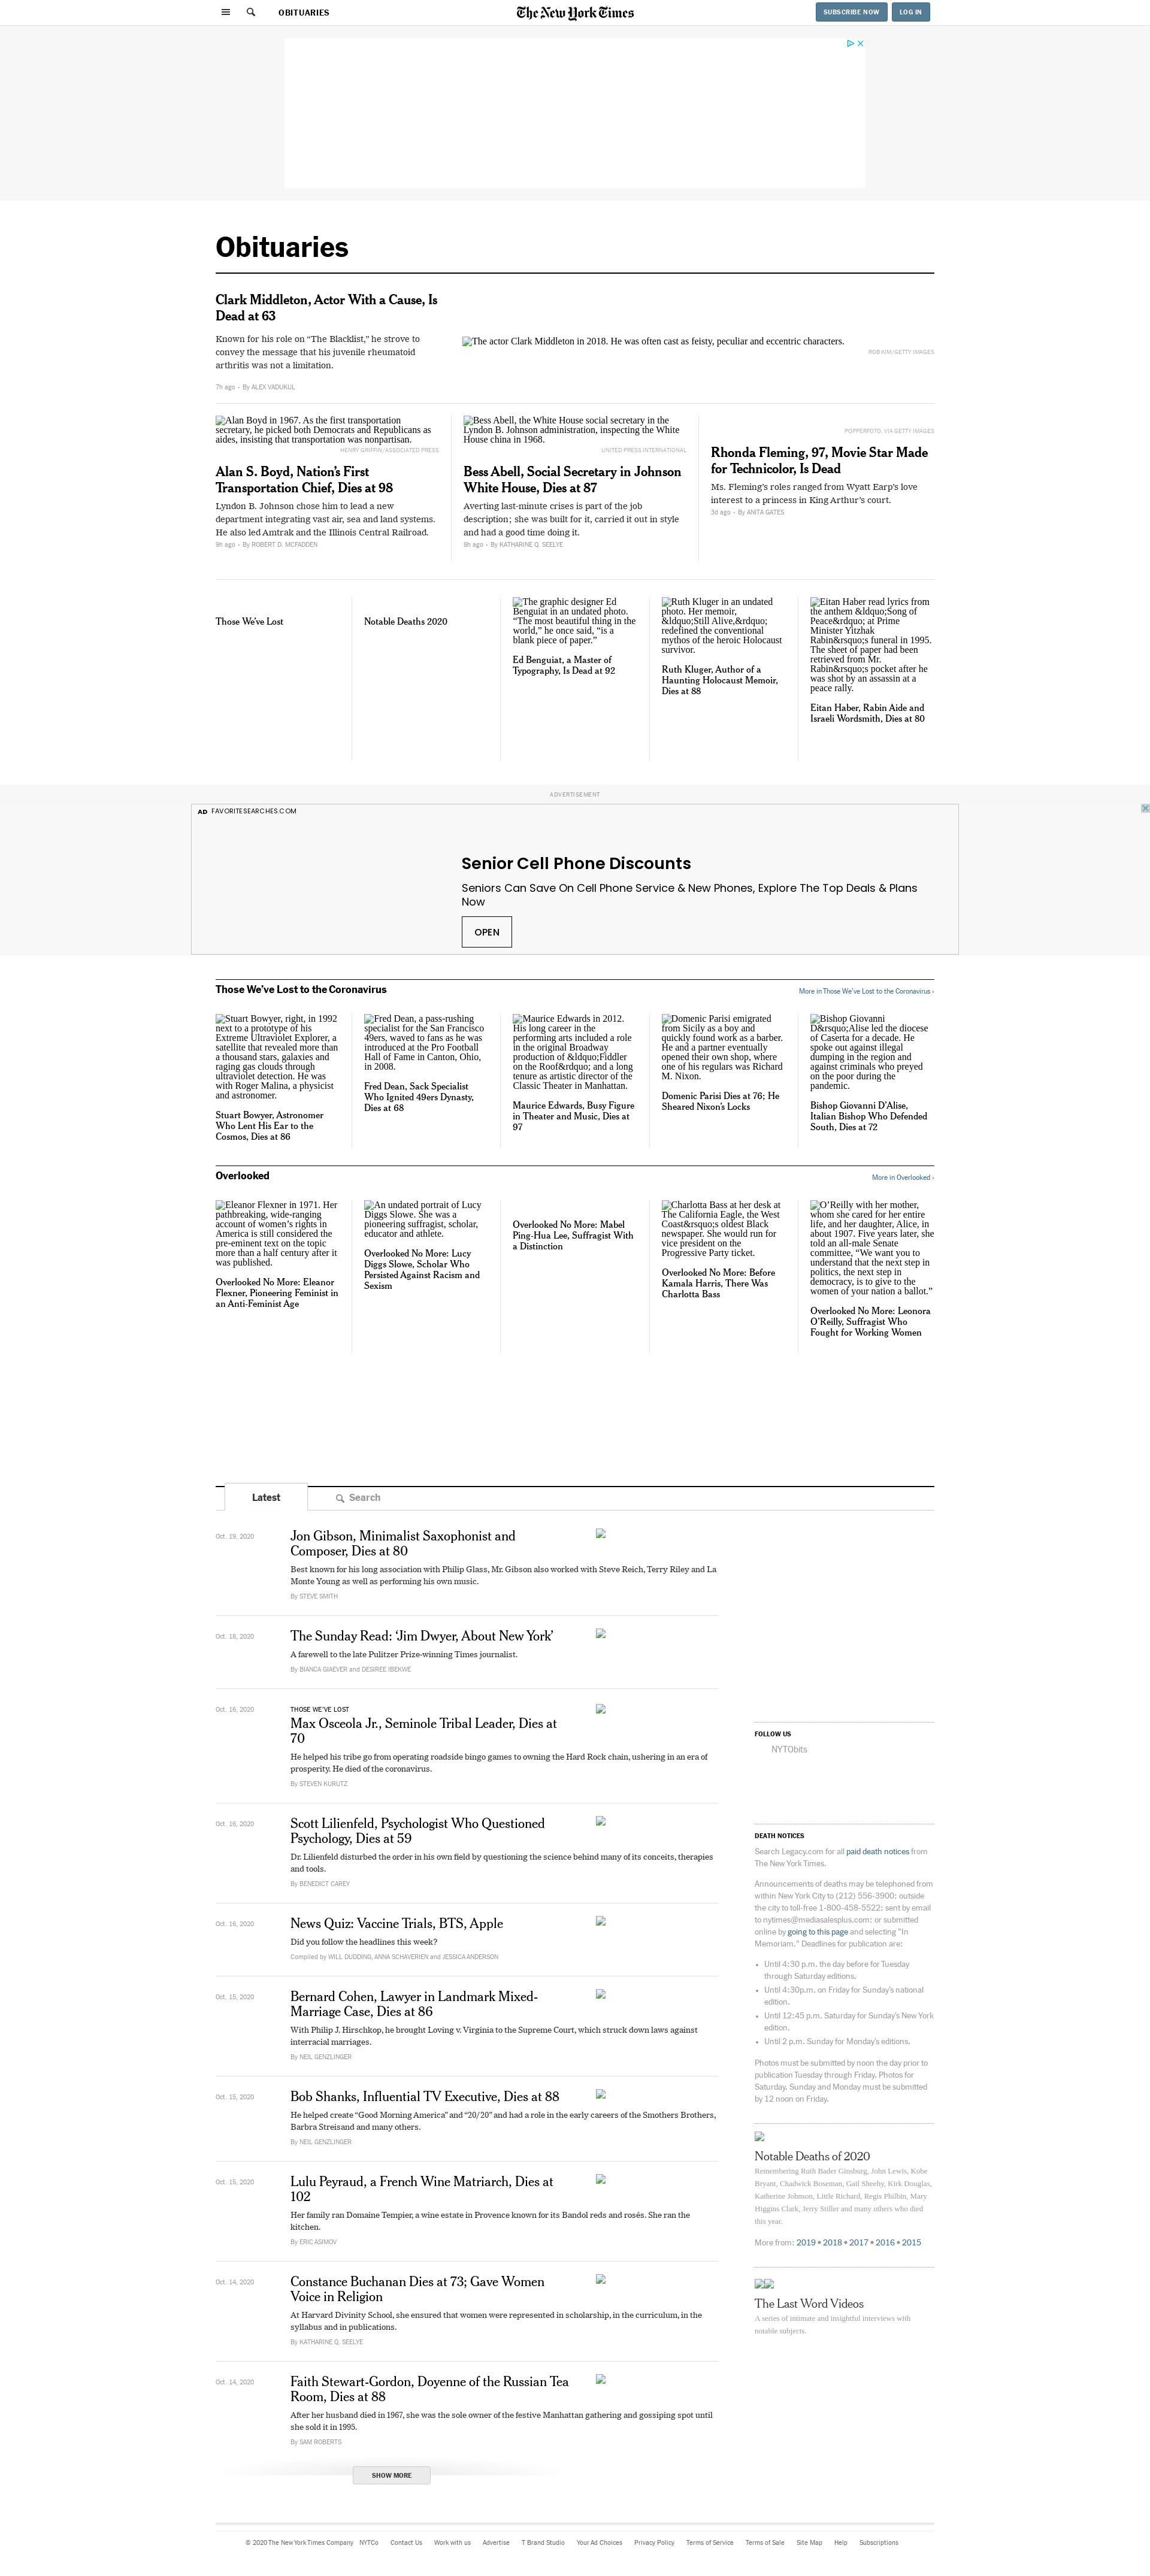 OBITUARIES
The New York Times
SUBSCRIBE NOW
LOG IN
Obituaries
Clark Middleton, Actor With a Cause, Is
Dead at 63
Known for his role on “The Blacklist,” he strove to
convey the message that his juvenile rheumatoid
arthritis was not a limitation.
7h ago • By ALEX VADUKUL
The actor Clark Middleton in 2018. He was often cast as feisty, peculiar and eccentric characters.
ROB KIM/GETTY IMAGES
Alan Boyd in 1967. As the first transportation
secretary, he picked both Democrats and Republicans as
aides, insisting that transportation was nonpartisan.
HENRY GRIFFIN/ASSOCIATED PRESS
Alan S. Boyd, Nation’s First
Transportation Chief, Dies at 98
Lyndon B. Johnson chose him to lead a new
department integrating vast air, sea and land systems.
He also led Amtrak and the Illinois Central Railroad.
9h ago • By ROBERT D. MCFADDEN
Bess Abell, the White House social secretary in the
Lyndon B. Johnson administration, inspecting the White
House china in 1968.
UNITED PRESS INTERNATIONAL
Bess Abell, Social Secretary in Johnson
White House, Dies at 87
Averting last-minute crises is part of the job
description; she was built for it, carried it out in style
and had a good time doing it.
8h ago • By KATHARINE Q. SEELYE
POPPERFOTO, VIA GETTY IMAGES
Rhonda Fleming, 97, Movie Star Made
for Technicolor, Is Dead
Ms. Fleming’s roles ranged from Wyatt Earp’s love
interest to a princess in King Arthur’s court.
3d ago • By ANITA GATES
Those We’ve Lost
Notable Deaths 2020
The graphic designer Ed
Benguiat in an undated photo.
“The most beautiful thing in the
world,” he once said, “is a
blank piece of paper.”
Ed Benguiat, a Master of
Typography, Is Dead at 92
Ruth Kluger in an undated
photo. Her memoir,
&ldquo;Still Alive,&rdquo;
redefined the conventional
mythos of the heroic Holocaust
survivor.
Ruth Kluger, Author of a
Haunting Holocaust Memoir,
Dies at 88
Eitan Haber read lyrics from
the anthem &ldquo;Song of
Peace&rdquo; at Prime
Minister Yitzhak
Rabin&rsquo;s funeral in 1995.
The sheet of paper had been
retrieved from Mr.
Rabin&rsquo;s pocket after he
was shot by an assassin at a
peace rally.
Eitan Haber, Rabin Aide and
Israeli Wordsmith, Dies at 80
ADVERTISEMENT
AD FAVORITESEARCHES.COM
Senior Cell Phone Discounts
Seniors Can Save On Cell Phone Service & New Phones, Explore The Top Deals & Plans
Now
OPEN
Those We’ve Lost to the Coronavirus
More in Those We’ve Lost to the Coronavirus ›
Stuart Bowyer, right, in 1992
next to a prototype of his
Extreme Ultraviolet Explorer, a
satellite that revealed more than
a thousand stars, galaxies and
raging gas clouds through
ultraviolet detection. He was
with Roger Malina, a physicist
and astronomer.
Stuart Bowyer, Astronomer
Who Lent His Ear to the
Cosmos, Dies at 86
Fred Dean, a pass-rushing
specialist for the San Francisco
49ers, waved to fans as he was
introduced at the Pro Football
Hall of Fame in Canton, Ohio,
in 2008.
Fred Dean, Sack Specialist
Who Ignited 49ers Dynasty,
Dies at 68
Maurice Edwards in 2012.
His long career in the
performing arts included a role
in the original Broadway
production of &ldquo;Fiddler
on the Roof&rdquo; and a long
tenure as artistic director of the
Classic Theater in Manhattan.
Maurice Edwards, Busy Figure
in Theater and Music, Dies at
97
Domenic Parisi emigrated
from Sicily as a boy and
quickly found work as a barber.
He and a partner eventually
opened their own shop, where
one of his regulars was Richard
M. Nixon.
Domenic Parisi Dies at 76; He
Sheared Nixon’s Locks
Bishop Giovanni
D&rsquo;Alise led the diocese
of Caserta for a decade. He
spoke out against illegal
dumping in the region and
against criminals who preyed
on the poor during the
pandemic.
Bishop Giovanni D’Alise,
Italian Bishop Who Defended
South, Dies at 72
Overlooked
More in Overlooked ›
Eleanor Flexner in 1971. Her
pathbreaking, wide-ranging
account of women’s rights in
America is still considered the
pre-eminent text on the topic
more than a half century after it
was published.
Overlooked No More: Eleanor
Flexner, Pioneering Feminist in
an Anti-Feminist Age
An undated portrait of Lucy
Diggs Slowe. She was a
pioneering suffragist, scholar,
educator and athlete.
Overlooked No More: Lucy
Diggs Slowe, Scholar Who
Persisted Against Racism and
Sexism
Overlooked No More: Mabel
Ping-Hua Lee, Suffragist With
a Distinction
Charlotta Bass at her desk at
The California Eagle, the West
Coast&rsquo;s oldest Black
newspaper. She would run for
vice president on the
Progressive Party ticket.
Overlooked No More: Before
Kamala Harris, There Was
Charlotta Bass
O’Reilly with her mother,
whom she cared for her entire
life, and her daughter, Alice, in
about 1907. Five years later, she
told an all-male Senate
committee, “We want you to
understand that the next step in
politics, the next step in
democracy, is to give to the
women of your nation a ballot.”
Overlooked No More: Leonora
O’Reilly, Suffragist Who
Fought for Working Women
Latest
Search
Oct. 19, 2020
Jon Gibson, Minimalist Saxophonist and
Composer, Dies at 80
Best known for his long association with Philip Glass, Mr. Gibson also worked with Steve Reich, Terry Riley and La
Monte Young as well as performing his own music.
By STEVE SMITH
Oct. 18, 2020
The Sunday Read: ‘Jim Dwyer, About New York’
A farewell to the late Pulitzer Prize-winning Times journalist.
By BIANCA GIAEVER and DESIREE IBEKWE
Oct. 16, 2020
THOSE WE’VE LOST
Max Osceola Jr., Seminole Tribal Leader, Dies at
70
He helped his tribe go from operating roadside bingo games to owning the Hard Rock chain, ushering in an era of
prosperity. He died of the coronavirus.
By STEVEN KURUTZ
Oct. 16, 2020
Scott Lilienfeld, Psychologist Who Questioned
Psychology, Dies at 59
Dr. Lilienfeld disturbed the order in his own field by questioning the science behind many of its conceits, therapies
and tools.
By BENEDICT CAREY
Oct. 16, 2020
News Quiz: Vaccine Trials, BTS, Apple
Did you follow the headlines this week?
Compiled by WILL DUDDING, ANNA SCHAVERIEN and JESSICA ANDERSON
Oct. 15, 2020
Bernard Cohen, Lawyer in Landmark Mixed-
Marriage Case, Dies at 86
With Philip J. Hirschkop, he brought Loving v. Virginia to the Supreme Court, which struck down laws against
interracial marriages.
By NEIL GENZLINGER
Oct. 15, 2020
Bob Shanks, Influential TV Executive, Dies at 88
He helped create “Good Morning America” and “20/20” and had a role in the early careers of the Smothers Brothers,
Barbra Streisand and many others.
By NEIL GENZLINGER
Oct. 15, 2020
Lulu Peyraud, a French Wine Matriarch, Dies at
102
Her family ran Domaine Tempier, a wine estate in Provence known for its Bandol reds and rosés. She ran the
kitchen.
By ERIC ASIMOV
Oct. 14, 2020
Constance Buchanan Dies at 73; Gave Women
Voice in Religion
At Harvard Divinity School, she ensured that women were represented in scholarship, in the curriculum, in the
syllabus and in publications.
By KATHARINE Q. SEELYE
Oct. 14, 2020
Faith Stewart-Gordon, Doyenne of the Russian Tea
Room, Dies at 88
After her husband died in 1967, she was the sole owner of the festive Manhattan gathering and gossiping spot until
she sold it in 1995.
By SAM ROBERTS
SHOW MORE
FOLLOW US
NYTObits
DEATH NOTICES
Search Legacy.com for all paid death notices from
The New York Times.
Announcements of deaths may be telephoned from
within New York City to (212) 556-3900; outside
the city to toll-free 1-800-458-5522; sent by email
to nytimes@mediasalesplus.com; or submitted
online by going to this page and selecting "In
Memoriam." Deadlines for publication are:
• Until 4:30 p.m. the day before for Tuesday
through Saturday editions.
• Until 4:30p.m. on Friday for Sunday’s national
edition.
• Until 12:45 p.m. Saturday for Sunday’s New York
edition.
• Until 2 p.m. Sunday for Monday’s editions.
Photos must be submitted by noon the day prior to
publication Tuesday through Friday. Photos for
Saturday, Sunday and Monday must be submitted
by 12 noon on Friday.
Notable Deaths of 2020
Remembering Ruth Bader Ginsburg, John Lewis, Kobe
Bryant, Chadwick Boseman, Gail Sheehy, Kirk Douglas,
Katherine Johnson, Little Richard, Regis Philbin, Mary
Higgins Clark, Jerry Stiller and many others who died
this year.
More from: 2019 • 2018 • 2017 • 2016 • 2015
The Last Word Videos
A series of intimate and insightful interviews with
notable subjects.
© 2020 The New York Times Company NYTCo Contact Us Work with us Advertise T Brand Studio Your Ad Choices Privacy Policy Terms of Service Terms of Sale Site Map Help Subscriptions